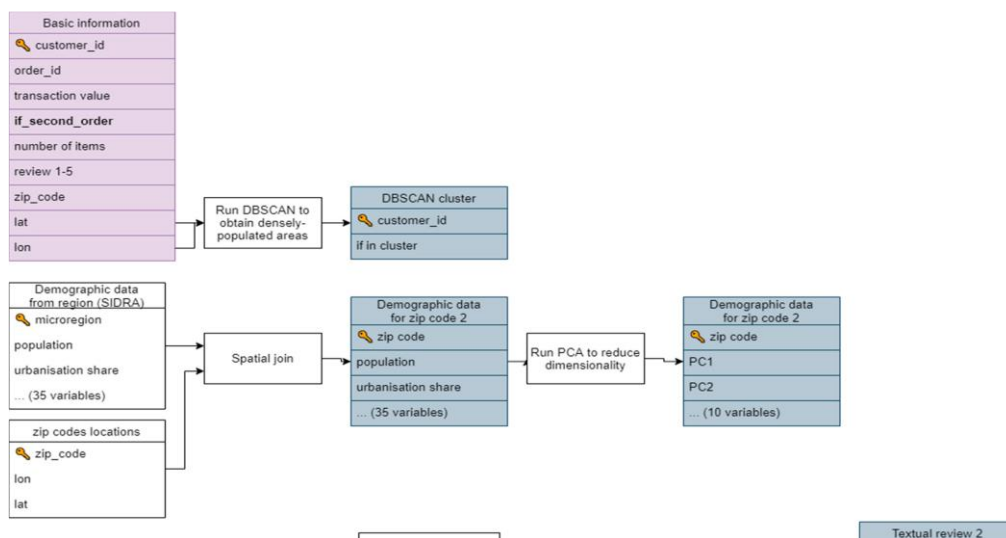 Basic information
customer_id
order_id
transaction value
if_second_order
number of items
review 1-5
zip_code
lat
lon
Run DBSCAN to
obtain densely-
populated areas
DBSCAN cluster
customer_id
if in cluster
Demographic data
from region (SIDRA)
microregion
population
urbanisation share
... (35 variables)
zip codes locations
zip_code
lon
lat
Spatial join
Demographic data
for zip code 2
zip code
population
urbanisation share
... (35 variables)
Run PCA to reduce
dimensionality
Demographic data
for zip code 2
zip code
PC1
PC2
... (10 variables)
Textual review 2